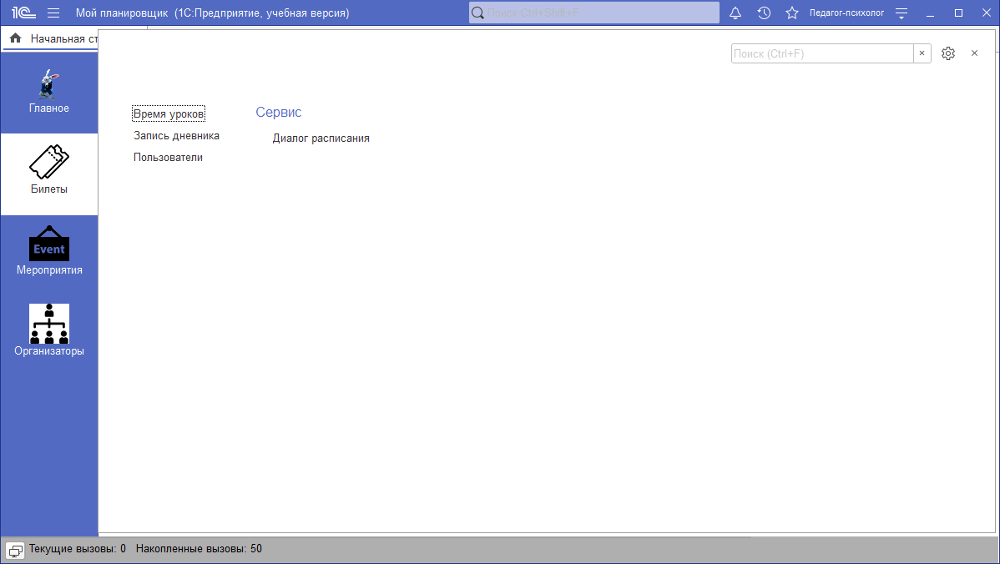 1С Мой планировщик (1С:Предприятие, учебная версия) Поиск Ctrl+Shift+F Педагог-психолог
Начальная ст
Поиск (Ctrl+F)
Главное
Билеты
Event
Мероприятия
Организаторы
Время уроков
Запись дневника
Пользователи
Сервис
Диалог расписания
Текущие вызовы: 0 Накопленные вызовы: 50